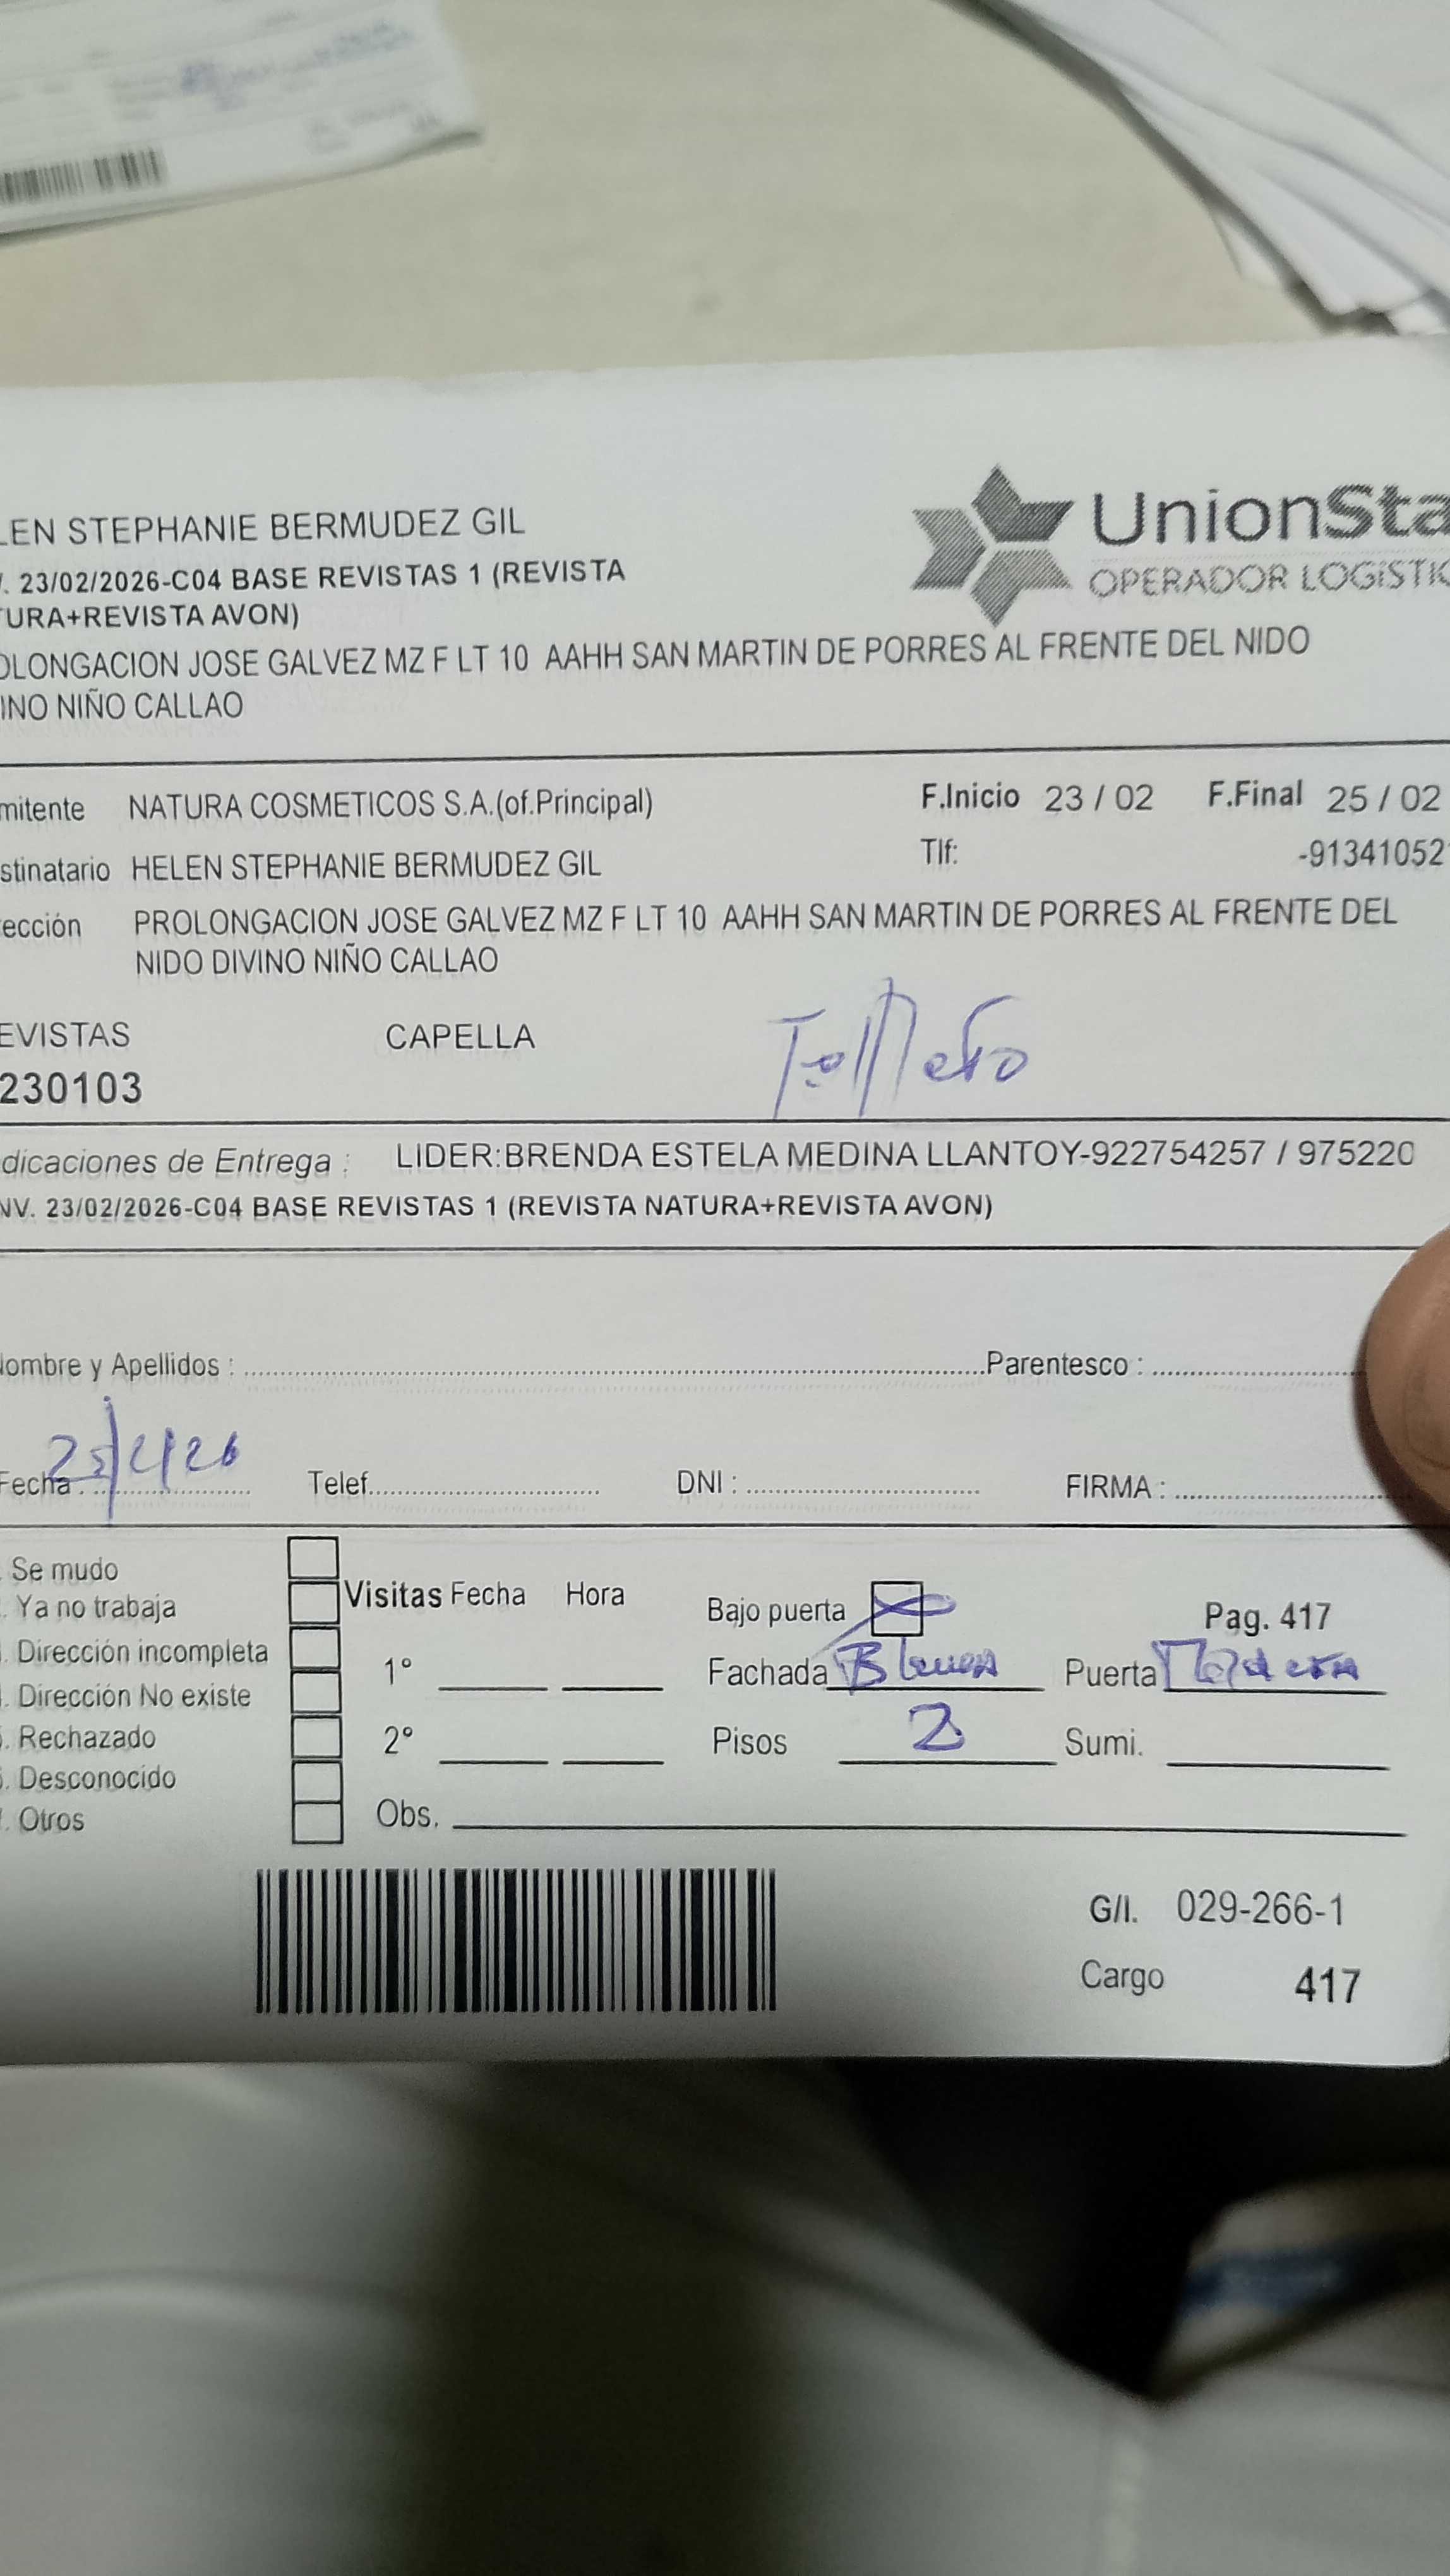 LEN STEPHANIE BERMUDEZ GIL
UnionSta
OPERADOR LOGÍSTIC
. 23/02/2026-C04 BASE REVISTAS 1 (REVISTA
TURA+REVISTA AVON)
OLONGACION JOSE GALVEZ MZ F LT 10 AAHH SAN MARTIN DE PORRES AL FRENTE DEL NIDO
INO NIÑO CALLAO
mitente NATURA COSMETICOS S.A.(of.Principal) F.Inicio 23 / 02 F.Final 25 / 02
stinatario HELEN STEPHANIE BERMUDEZ GIL Tlf: -91341052
ección PROLONGACION JOSE GALVEZ MZ F LT 10 AAHH SAN MARTIN DE PORRES AL FRENTE DEL
NIDO DIVINO NIÑO CALLAO
EVISTAS CAPELLA
230103
dicaciones de Entrega : LIDER:BRENDA ESTELA MEDINA LLANTOY-922754257 / 975220
NV. 23/02/2026-C04 BASE REVISTAS 1 (REVISTA NATURA+REVISTA AVON)
Nombre y Apellidos : Parentesco :
Fecha : Telef. DNI : FIRMA :
Se mudo
Ya no trabaja
Dirección incompleta
Dirección No existe
Rechazado
Desconocido
Otros
Visitas Fecha Hora
1º
2º
Obs.
Bajo puerta Pag. 417
Fachada Blanca Puerta Madera
Pisos 2 Sumi.
G/I. 029-266-1
Cargo 417